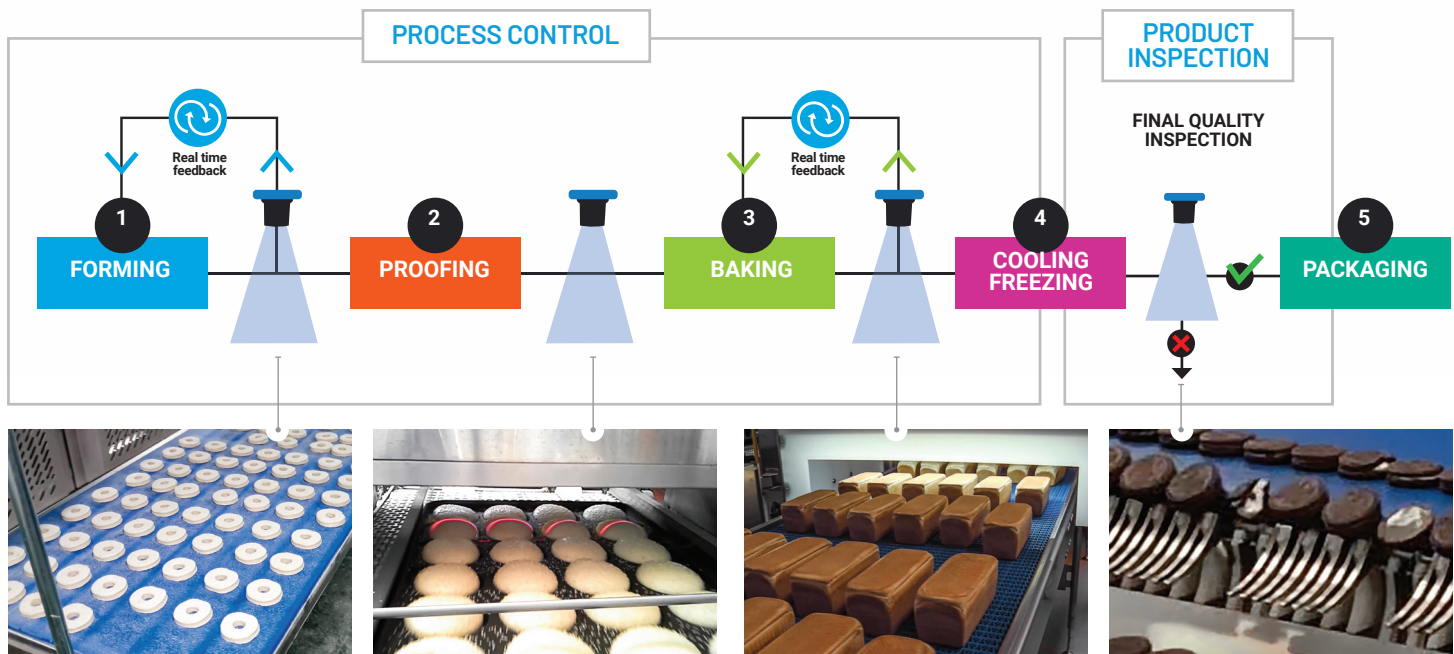 PROCESS CONTROL
PRODUCT
INSPECTION
FINAL QUALITY
INSPECTION
Real time
feedback
Real time
feedback
1
FORMING
2
PROOFING
3
BAKING
4
COOLING
FREEZING
5
PACKAGING